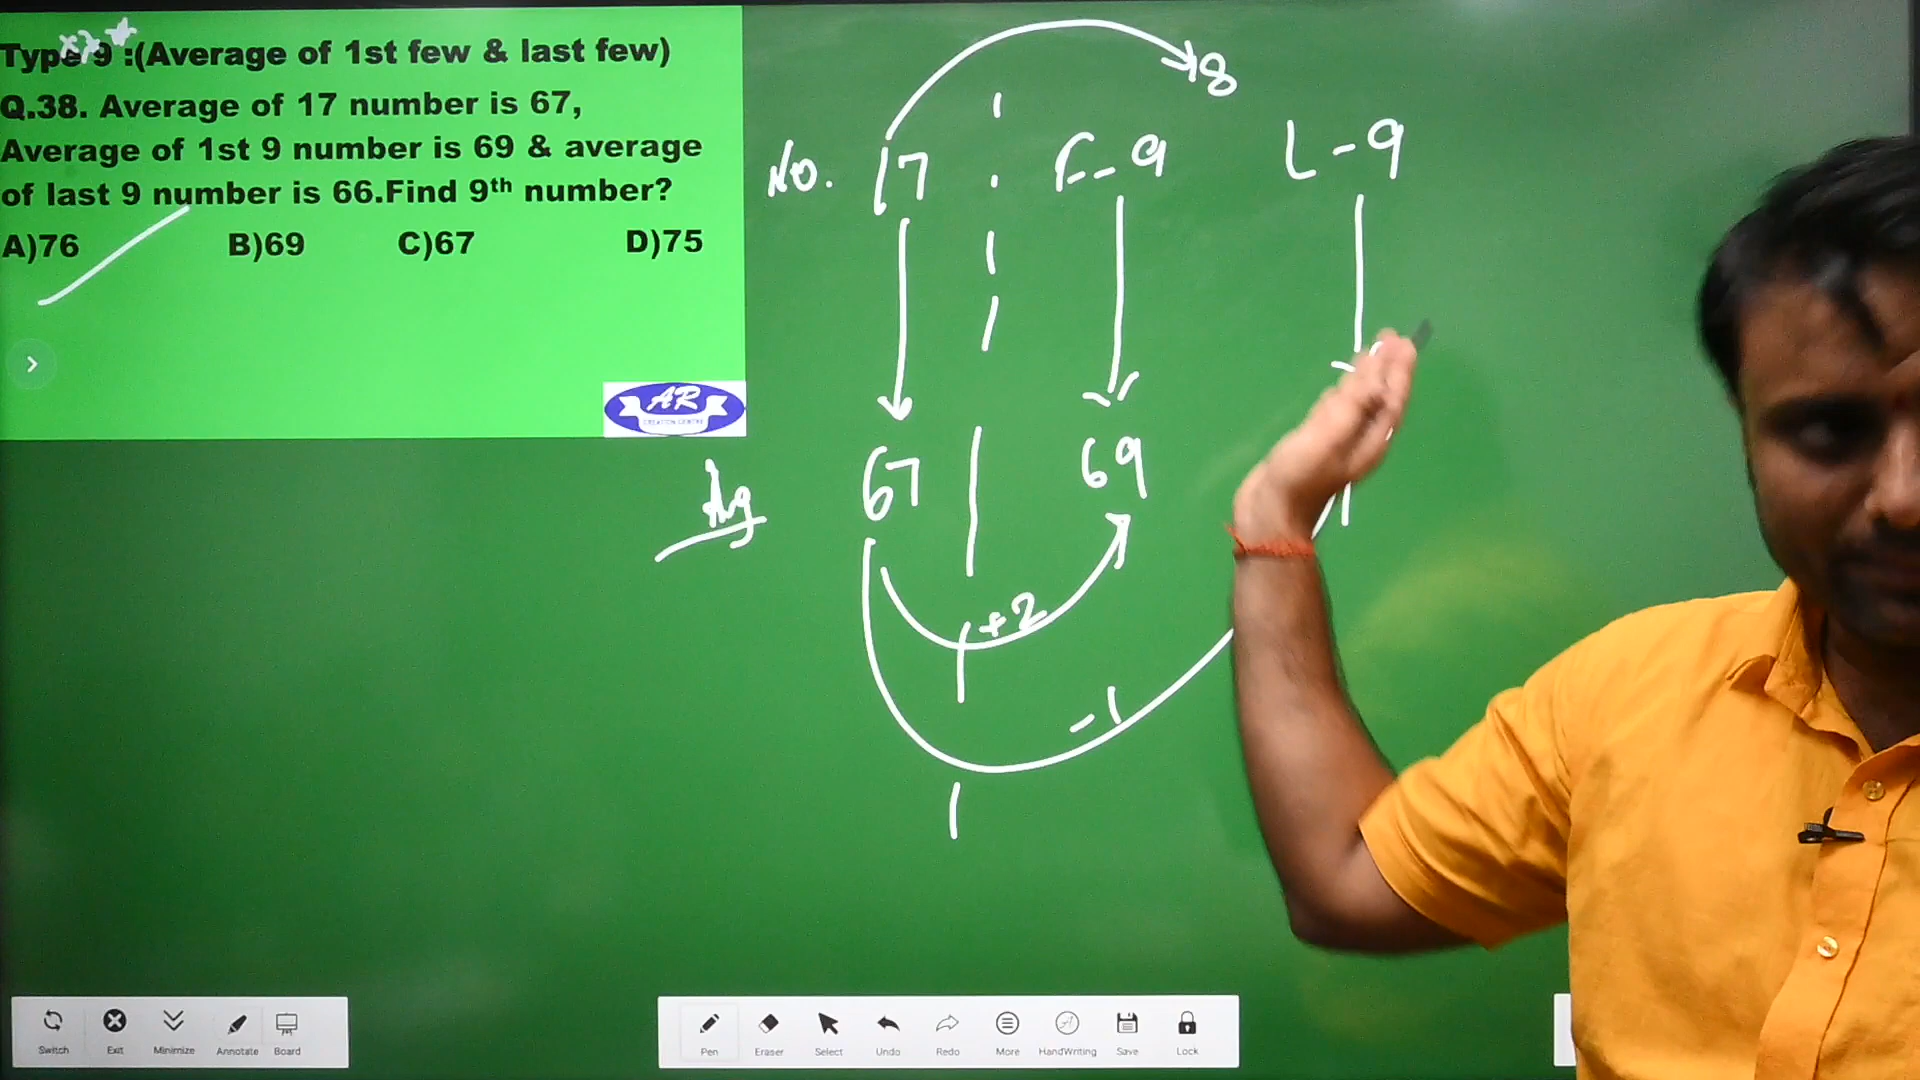 Type 9 :(Average of 1st few & last few)
Q.38. Average of 17 number is 67,
Average of 1st 9 number is 69 & average
of last 9 number is 66.Find 9th number?
A)76 B)69 C)67 D)75
AR
CREATION CENTRE
8
No. 17 F-9 L-9
Avg 67 69
+2
-1
Switch Exit Minimize Annotate Board
Pen Eraser Select Undo Redo More HandWriting Save Lock